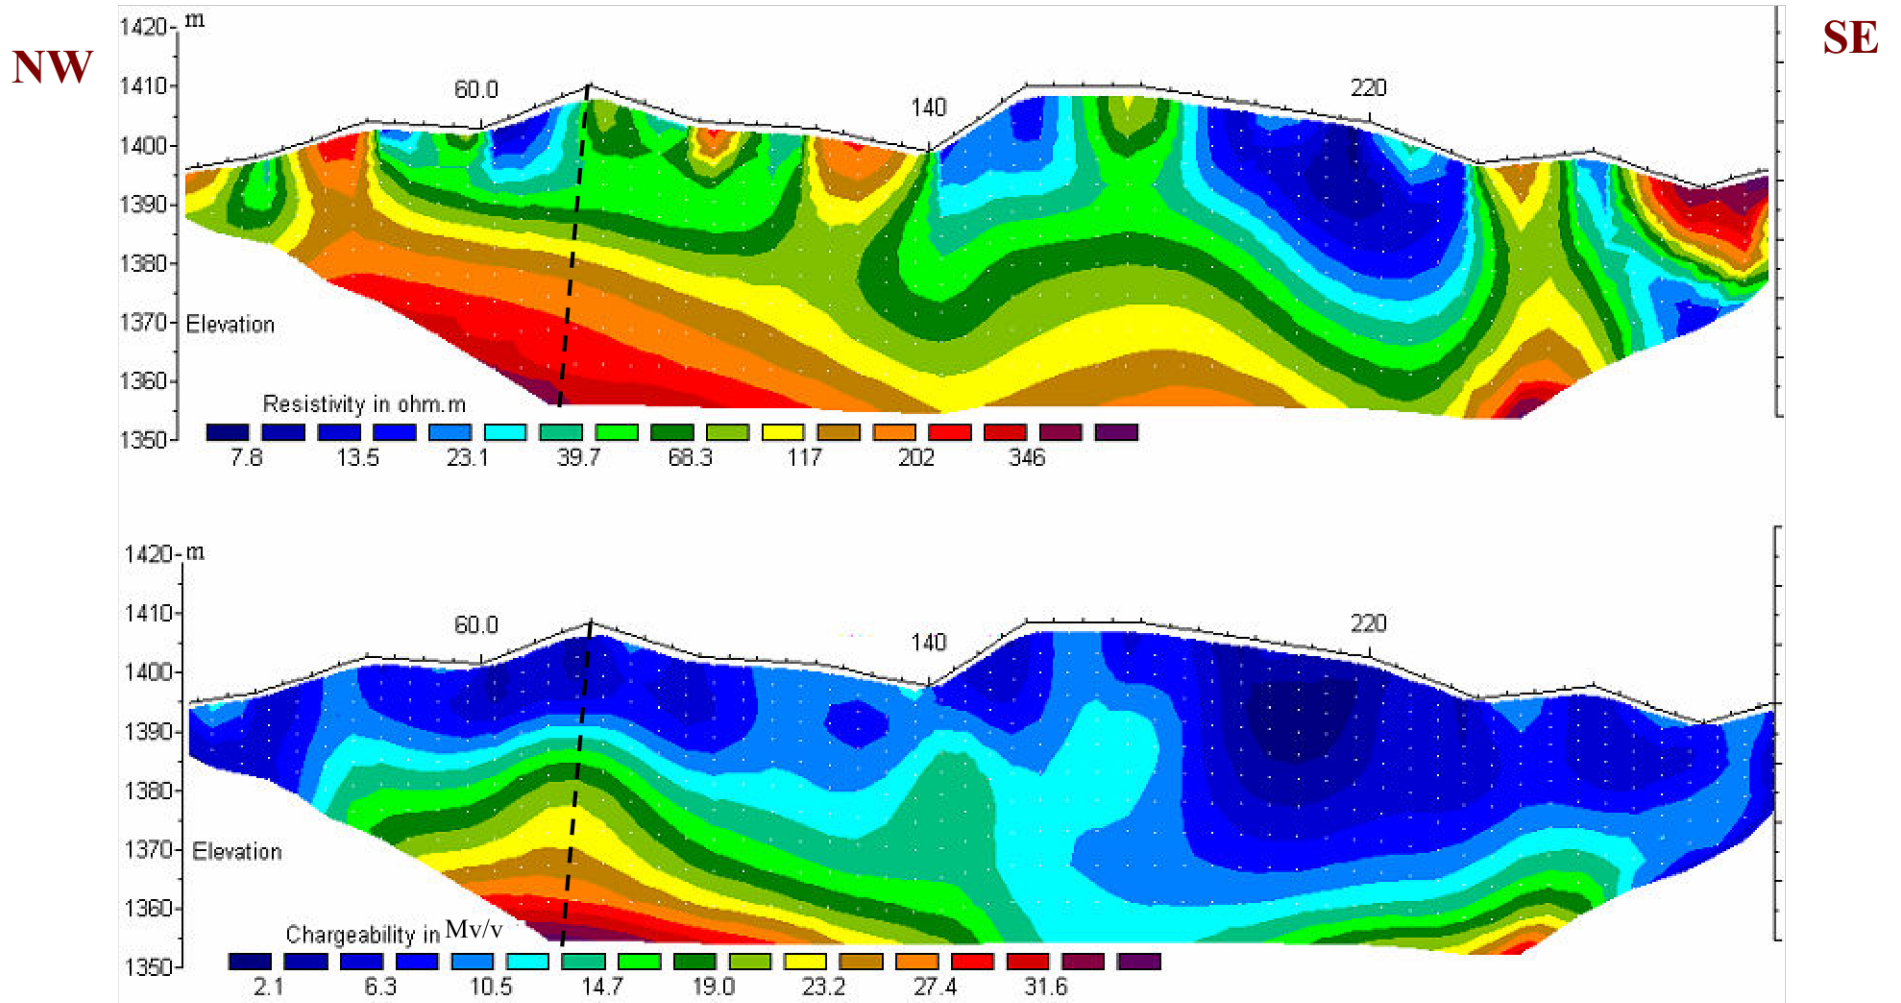 1420 m
NW
SE
1410
60.0
220
140
1400
1390
1380
1370
Elevation
1360
Resistivity in ohm.m
1350
7.8 13.5 23.1 39.7 68.3 117 202 346
1420 m
1410
60.0
220
140
1400
1390
1380
1370
Elevation
1360
Chargeability in Mv/v
1350
2.1 6.3 10.5 14.7 19.0 23.2 27.4 31.6